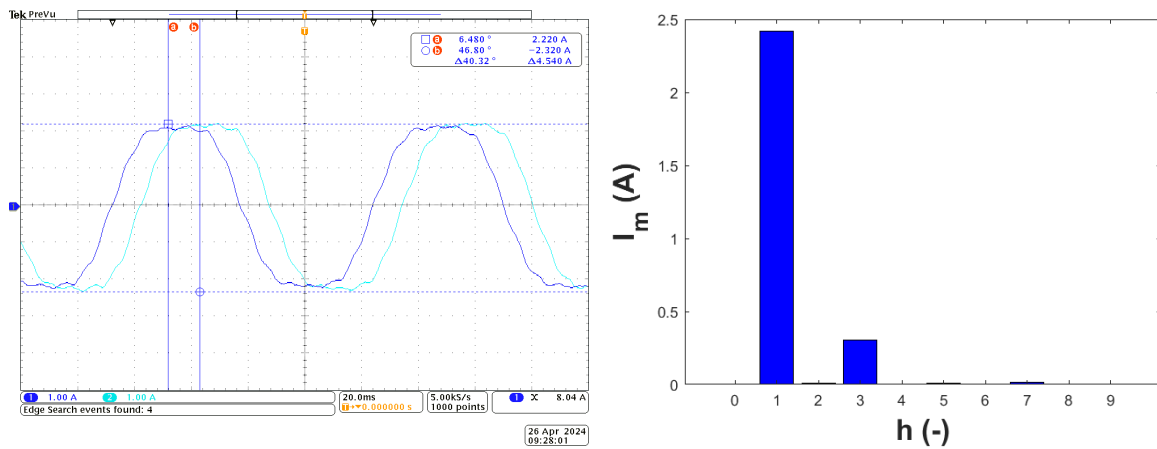 Tek PreVu
a b
T
a 6.480 ° 2.220 A
b 46.80 ° −2.320 A
Δ40.32 ° Δ4.540 A
1
1 1.00 A 2 1.00 A
Edge Search events found: 4
20.0ms
T→▼0.000000 s
5.00kS/s
1000 points
1 X 8.04 A
26 Apr 2024
09:28:01
2.5
2
1.5
1
0.5
0
I m (A)
0 1 2 3 4 5 6 7 8 9
h (-)